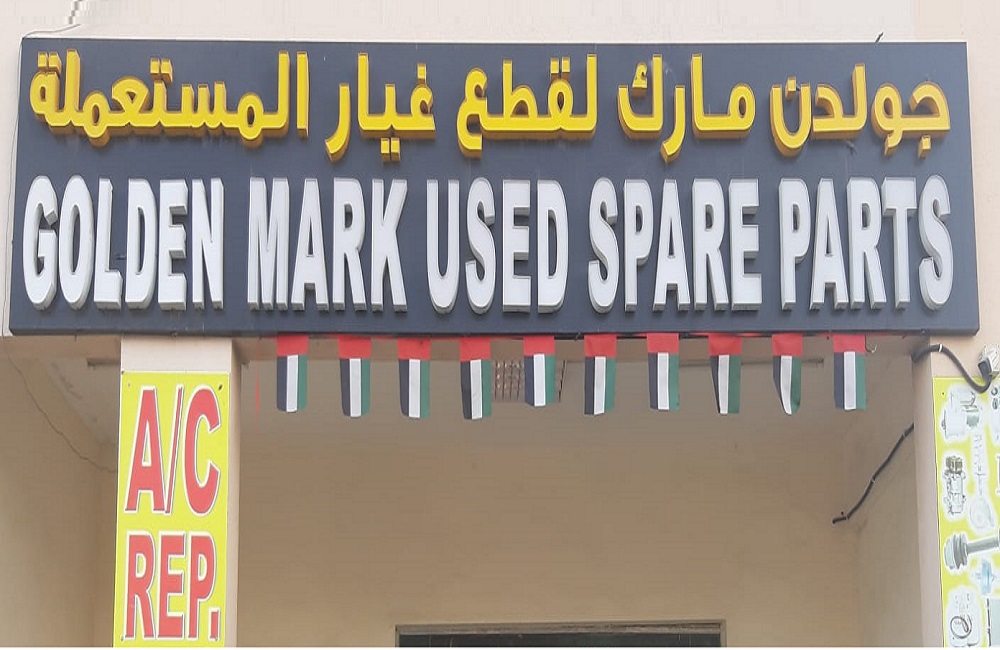 جولدن مارك لقطع غيار المستعملة
GOLDEN MARK USED SPARE PARTS
A/C
REP.